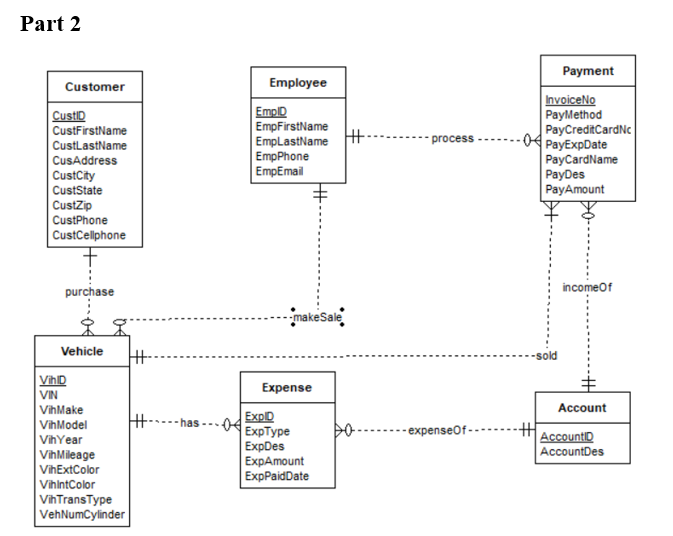 Part 2
Customer
CustID
CustFirstName
CustLastName
CusAddress
CustCity
CustState
CustZip
CustPhone
CustCellphone
Employee
EmpID
EmpFirstName
EmpLastName
EmpPhone
EmpEmail
process
Payment
InvoiceNo
PayMethod
PayCreditCardNc
PayExpDate
PayCardName
PayDes
PayAmount
purchase
makeSale
incomeOf
sold
Vehicle
VihID
VIN
VihMake
VihModel
VihYear
VihMileage
VihExtColor
VihIntColor
VihTransType
VehNumCylinder
has
Expense
ExpID
ExpType
ExpDes
ExpAmount
ExpPaidDate
expenseOf
Account
AccountID
AccountDes